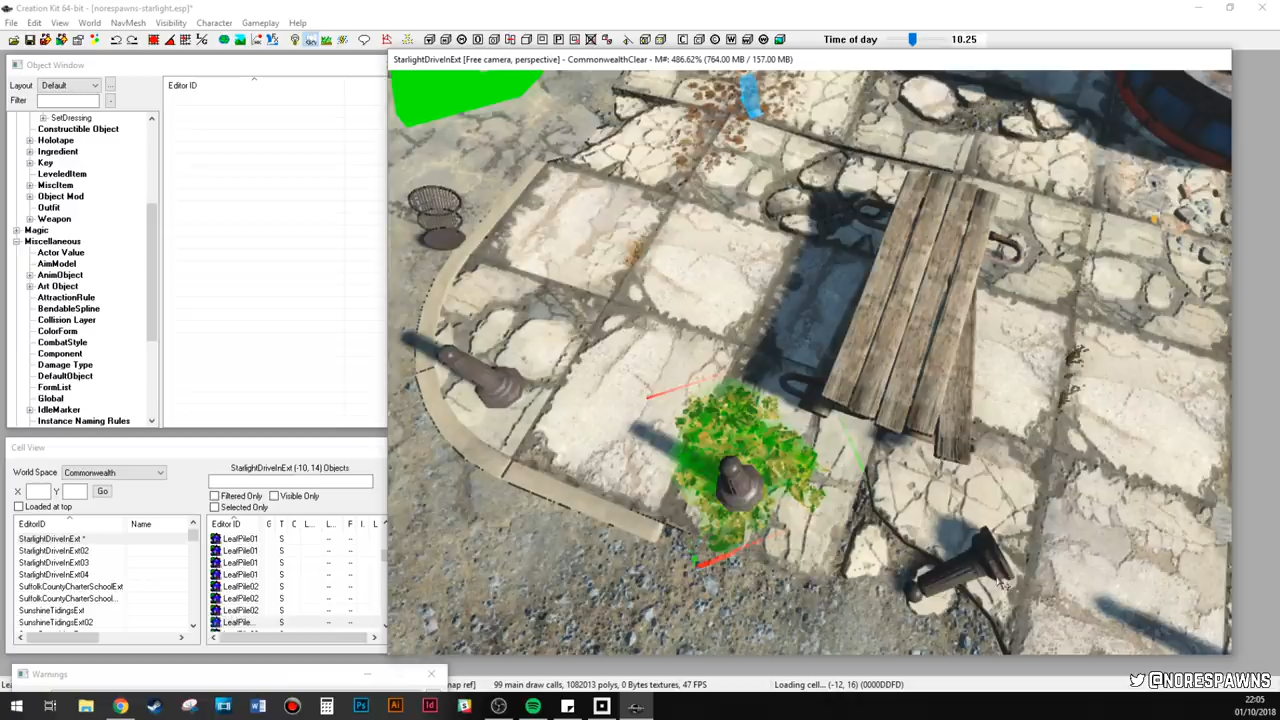 Creation Kit 64-bit - [norespawns-starlight.esp]*
File Edit View World NavMesh Visibility Character Gameplay Help
Time of day 10.25
Object Window
StarlightDriveInExt [Free camera, perspective] - CommonwealthClear - M#: 486.62% (764.00 MB / 157.00 MB)
Layout Default ...
Editor ID
Filter
SetDressing
Constructible Object
Holotape
Ingredient
Key
LeveledItem
MiscItem
Object Mod
Outfit
Weapon
Magic
Miscellaneous
Actor Value
AimModel
AnimObject
Art Object
AttractionRule
BendableSpline
Collision Layer
ColorForm
CombatStyle
Component
Damage Type
DefaultObject
FormList
Global
IdleMarker
Instance Naming Rules
Cell View
World Space Commonwealth
StarlightDriveInExt (-10, 14) Objects
X Y Go
Filtered Only Visible Only
Loaded at top
Selected Only
EditorID Name
Editor ID G T C L... L... F I. L
StarlightDriveInExt * LeafPile01 S -- --
StarlightDriveInExt02 LeafPile01 S -- --
StarlightDriveInExt03 LeafPile01 S -- --
StarlightDriveInExt04 LeafPile01 S -- --
SuffolkCountyCharterSchoolExt LeafPile02 S -- --
SuffolkCountyCharterSchool... LeafPile02 S -- --
SunshineTidingsExt LeafPile02 S -- --
SunshineTidingsExt02 LeafPile... S -- --
Warnings
map ref] 99 main draw calls, 1082013 polys, 0 Bytes textures, 47 FPS Loading cell... (-12, 16) (0000DDFD)
@NORESPAWNS
22:05
01/10/2018